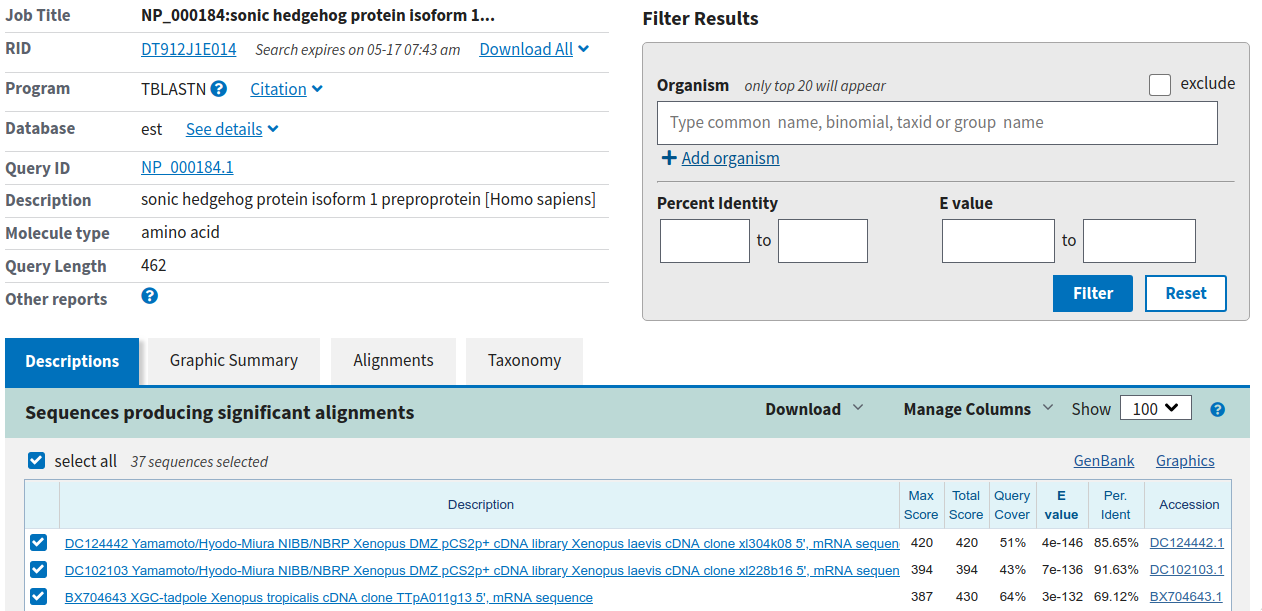 Job Title NP_000184:sonic hedgehog protein isoform 1...
RID DT912J1E014 Search expires on 05-17 07:43 am Download All
Program TBLASTN ? Citation
Database est See details
Query ID NP_000184.1
Description sonic hedgehog protein isoform 1 preproprotein [Homo sapiens]
Molecule type amino acid
Query Length 462
Other reports ?
Filter Results
Organism only top 20 will appear exclude
Type common name, binomial, taxid or group name
+ Add organism
Percent Identity E value
to to
Filter Reset
Descriptions Graphic Summary Alignments Taxonomy
Sequences producing significant alignments Download Manage Columns Show 100 ?
select all 37 sequences selected GenBank Graphics
Description Max Score Total Score Query Cover E value Per. Ident Accession
DC124442 Yamamoto/Hyodo-Miura NIBB/NBRP Xenopus DMZ pCS2p+ cDNA library Xenopus laevis cDNA clone xl304k08 5', mRNA sequen 420 420 51% 4e-146 85.65% DC124442.1
DC102103 Yamamoto/Hyodo-Miura NIBB/NBRP Xenopus DMZ pCS2p+ cDNA library Xenopus laevis cDNA clone xl228b16 5', mRNA sequen 394 394 43% 7e-136 91.63% DC102103.1
BX704643 XGC-tadpole Xenopus tropicalis cDNA clone TTpA011g13 5', mRNA sequence 387 430 64% 3e-132 69.12% BX704643.1